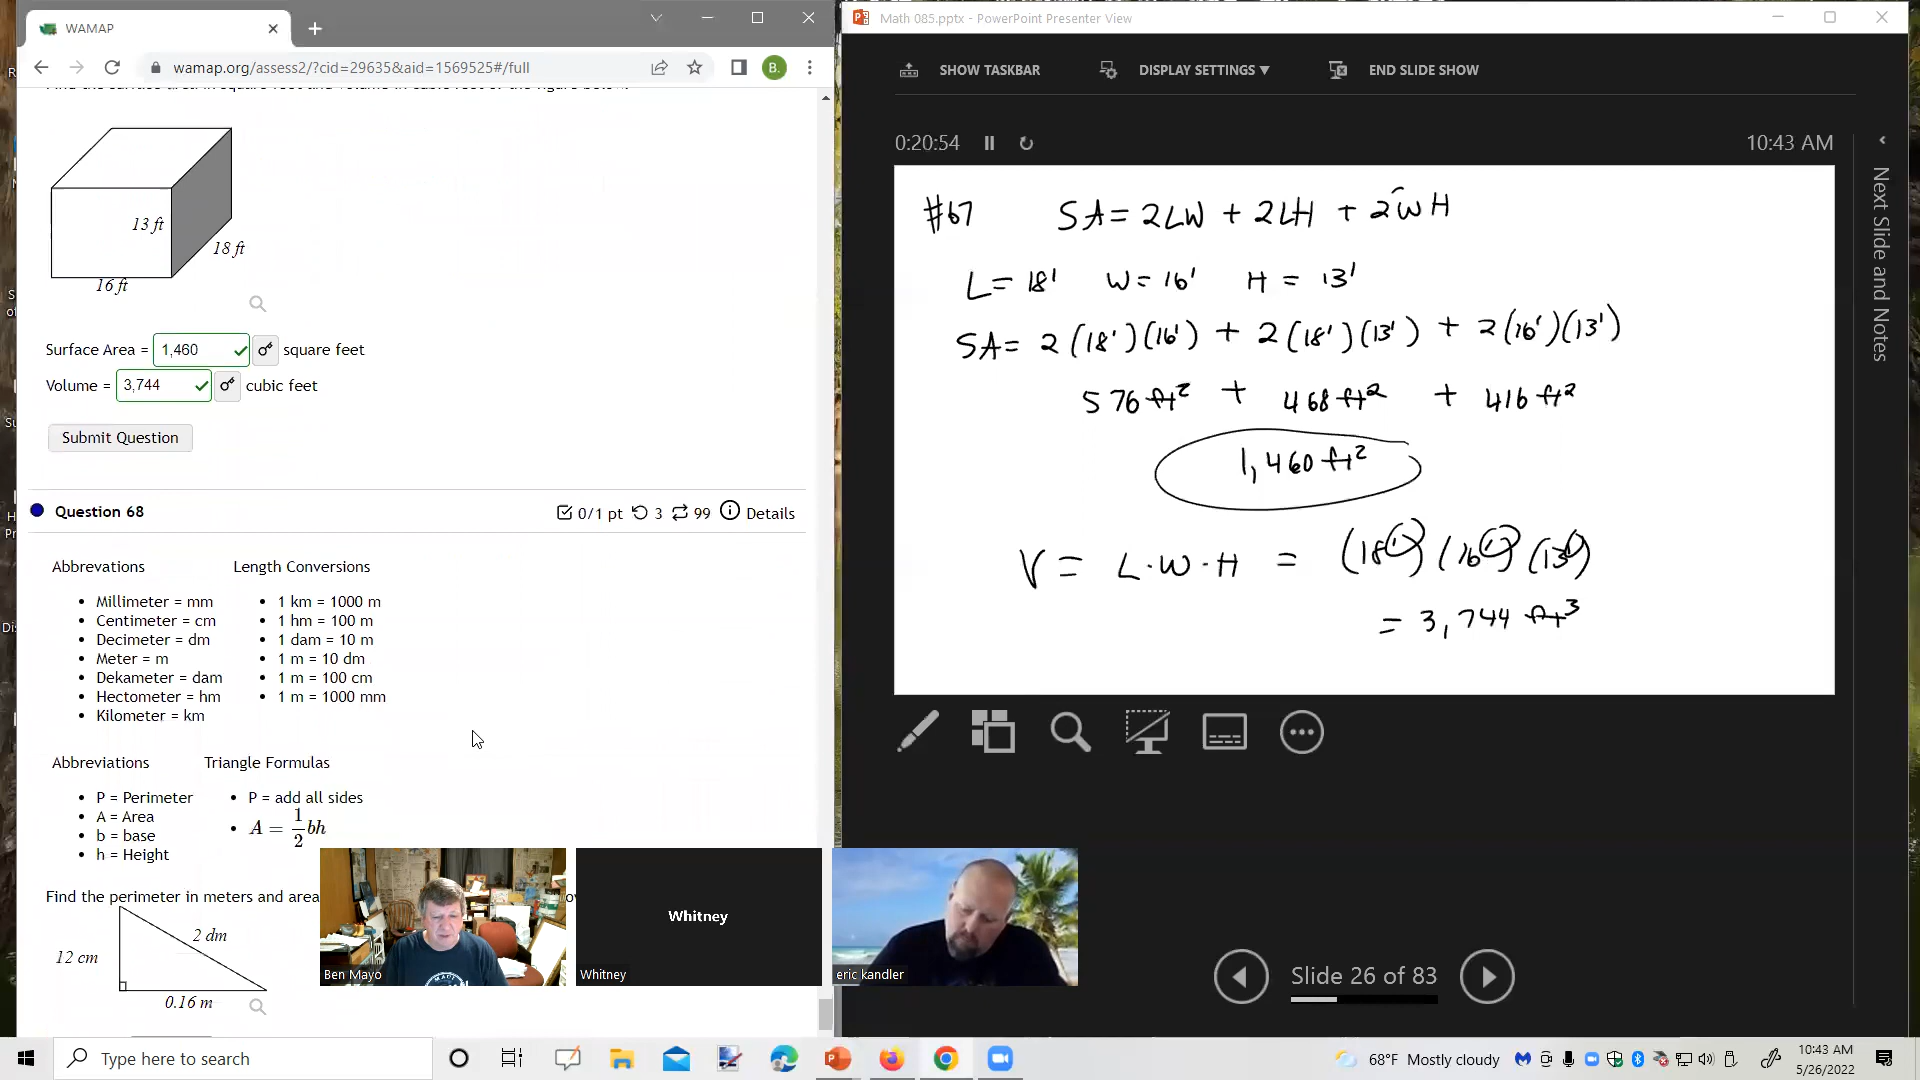 WAMAP
wamap.org/assess2/?cid=29635&aid=1569525#/full
B.
13 ft
18 ft
16 ft
Surface Area = 1,460 square feet
Volume = 3,744 cubic feet
Submit Question
Question 68
0/1 pt 3 99 Details
Abbrevations
Millimeter = mm
Centimeter = cm
Decimeter = dm
Meter = m
Dekameter = dam
Hectometer = hm
Kilometer = km
Length Conversions
1 km = 1000 m
1 hm = 100 m
1 dam = 10 m
1 m = 10 dm
1 m = 100 cm
1 m = 1000 mm
Abbreviations
P = Perimeter
A = Area
b = base
h = Height
Triangle Formulas
P = add all sides
A = 1/2 bh
Find the perimeter in meters and area
2 dm
12 cm
0.16 m
Math 085.pptx - PowerPoint Presenter View
SHOW TASKBAR
DISPLAY SETTINGS ▼
END SLIDE SHOW
0:20:54
10:43 AM
Next Slide and Notes
#67 SA = 2LW + 2LH + 2WH
L = 18' W = 16' H = 13'
SA = 2(18')(16') + 2(18')(13') + 2(16')(13')
576 ft² + 468 ft² + 416 ft²
1,460 ft²
V = L·W·H = (18')(16')(13')
= 3,744 ft³
Slide 26 of 83
Ben Mayo
Whitney
Whitney
eric kandler
Type here to search
68°F Mostly cloudy
10:43 AM
5/26/2022